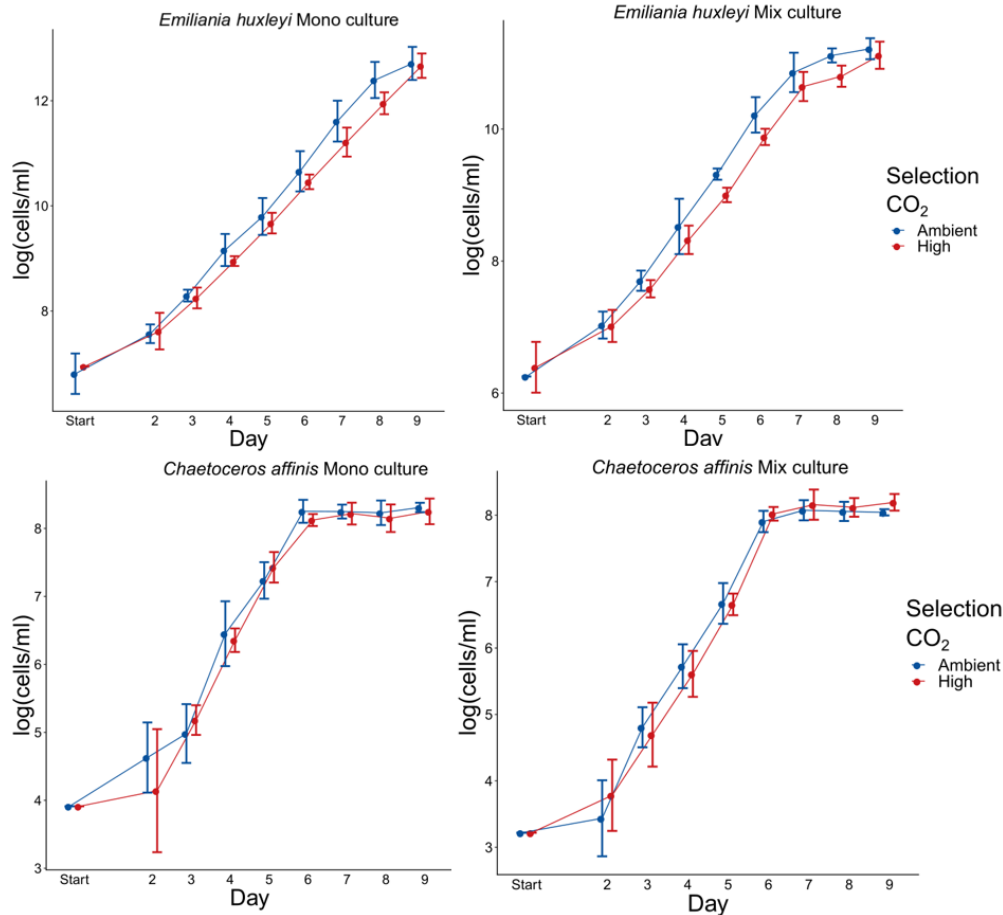 Emiliania huxleyi Mono culture
log(cells/ml)
12
10
8
Start 2 3 4 5 6 7 8 9
Day
Emiliania huxleyi Mix culture
log(cells/ml)
10
8
6
Start 2 3 4 5 6 7 8 9
Dav
Selection
CO₂
Ambient
High
Chaetoceros affinis Mono culture
log(cells/ml)
8
7
6
5
4
3
Start 2 3 4 5 6 7 8 9
Day
Chaetoceros affinis Mix culture
log(cells/ml)
8
7
6
5
4
3
Start 2 3 4 5 6 7 8 9
Day
Selection
CO₂
Ambient
High